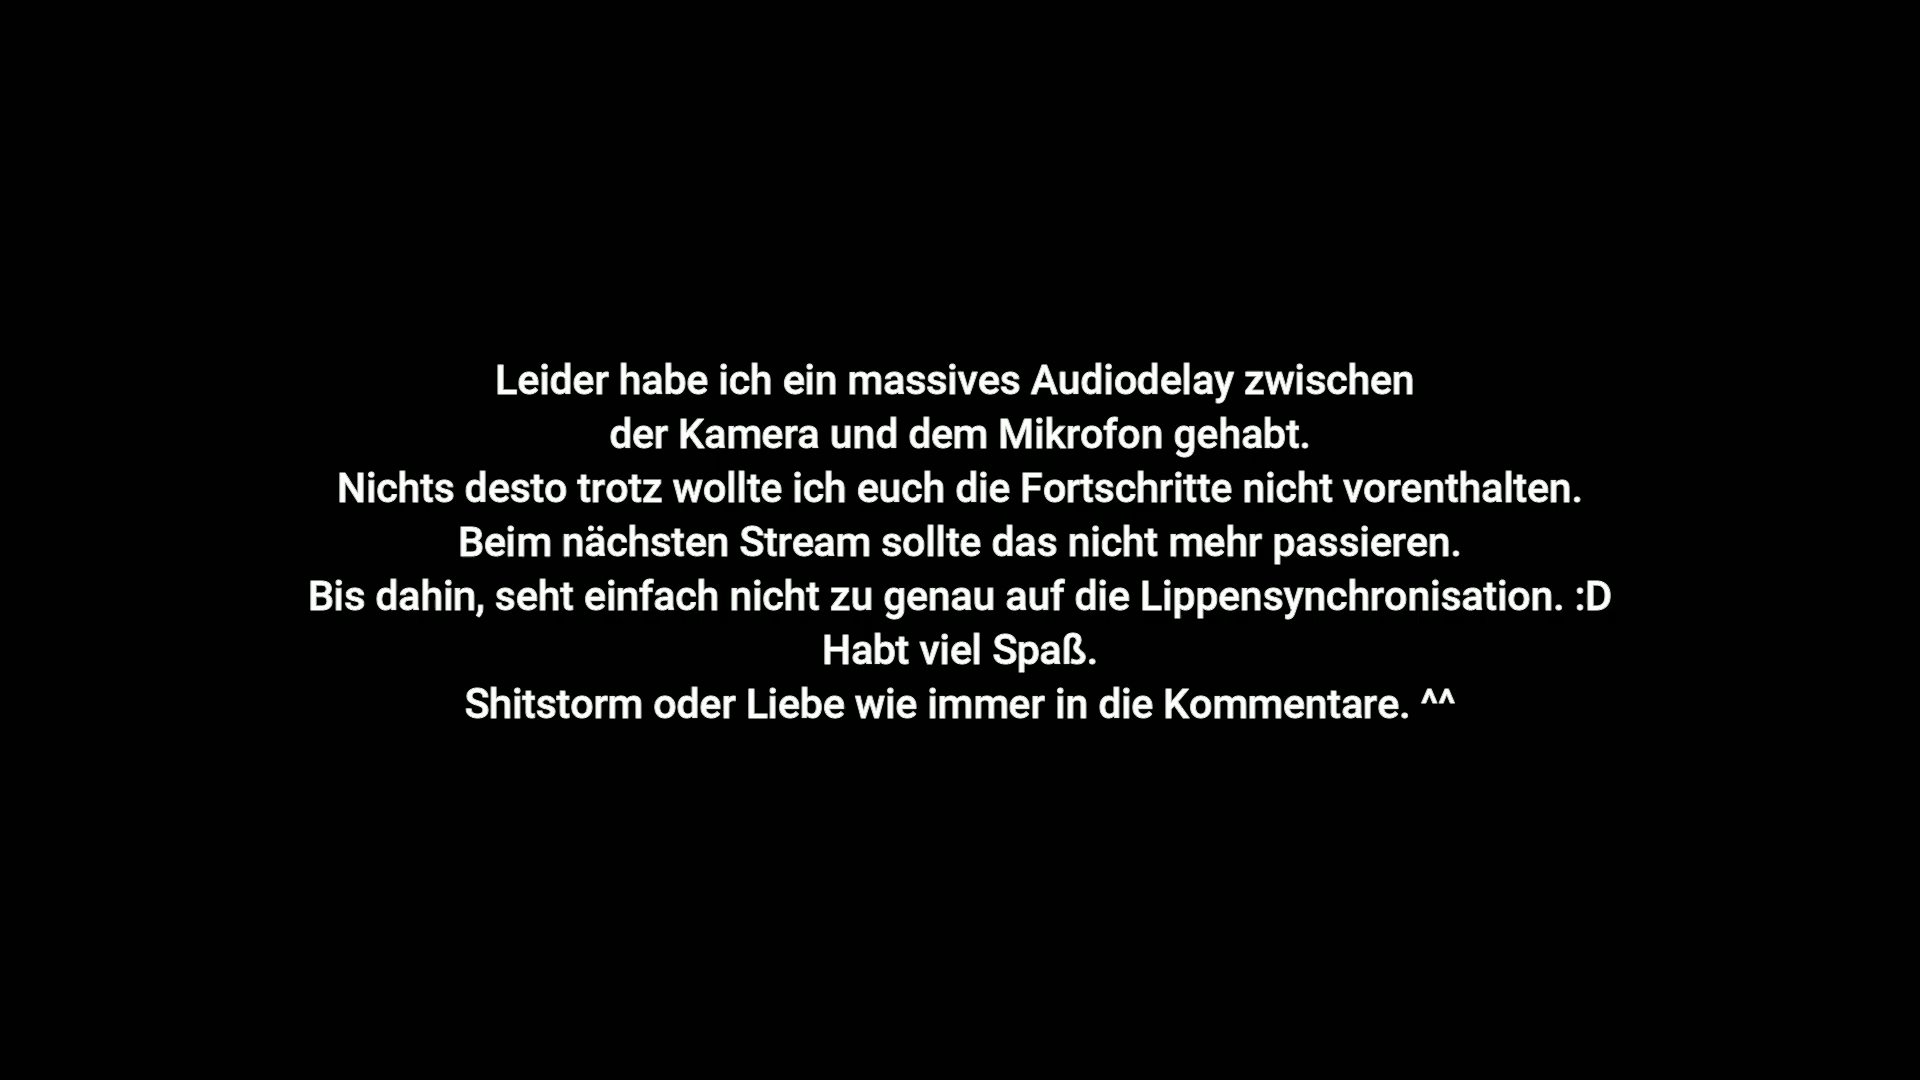 Leider habe ich ein massives Audiodelay zwischen
der Kamera und dem Mikrofon gehabt.
Nichts desto trotz wollte ich euch die Fortschritte nicht vorenthalten.
Beim nächsten Stream sollte das nicht mehr passieren.
Bis dahin, seht einfach nicht zu genau auf die Lippensynchronisation. :D
Habt viel Spaß.
Shitstorm oder Liebe wie immer in die Kommentare. ^^